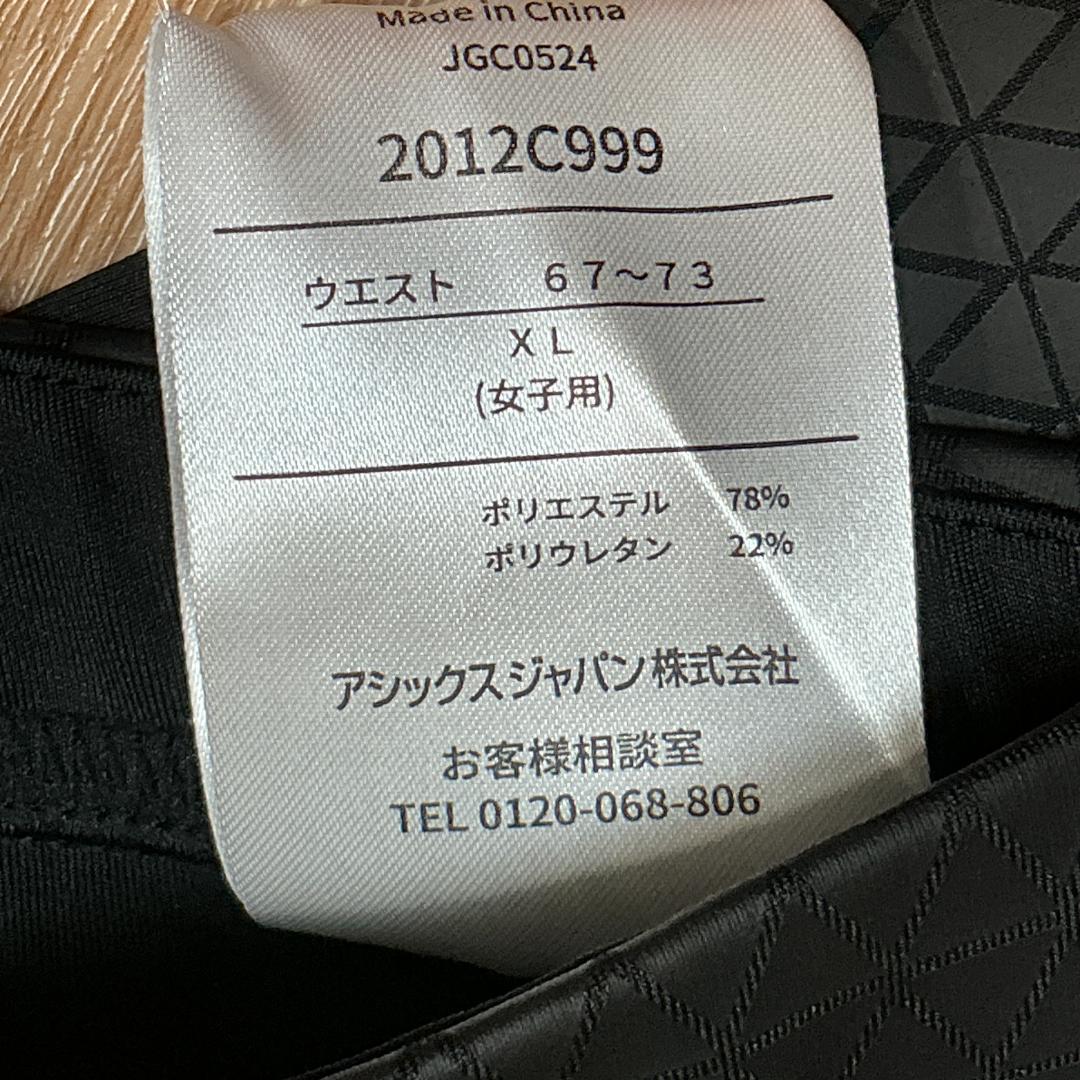 Made in China
JGC0524
2012C999
ウエスト 67～73
XL
(女子用)
ポリエステル 78%
ポリウレタン 22%
アシックスジャパン株式会社
お客様相談室
TEL 0120-068-806